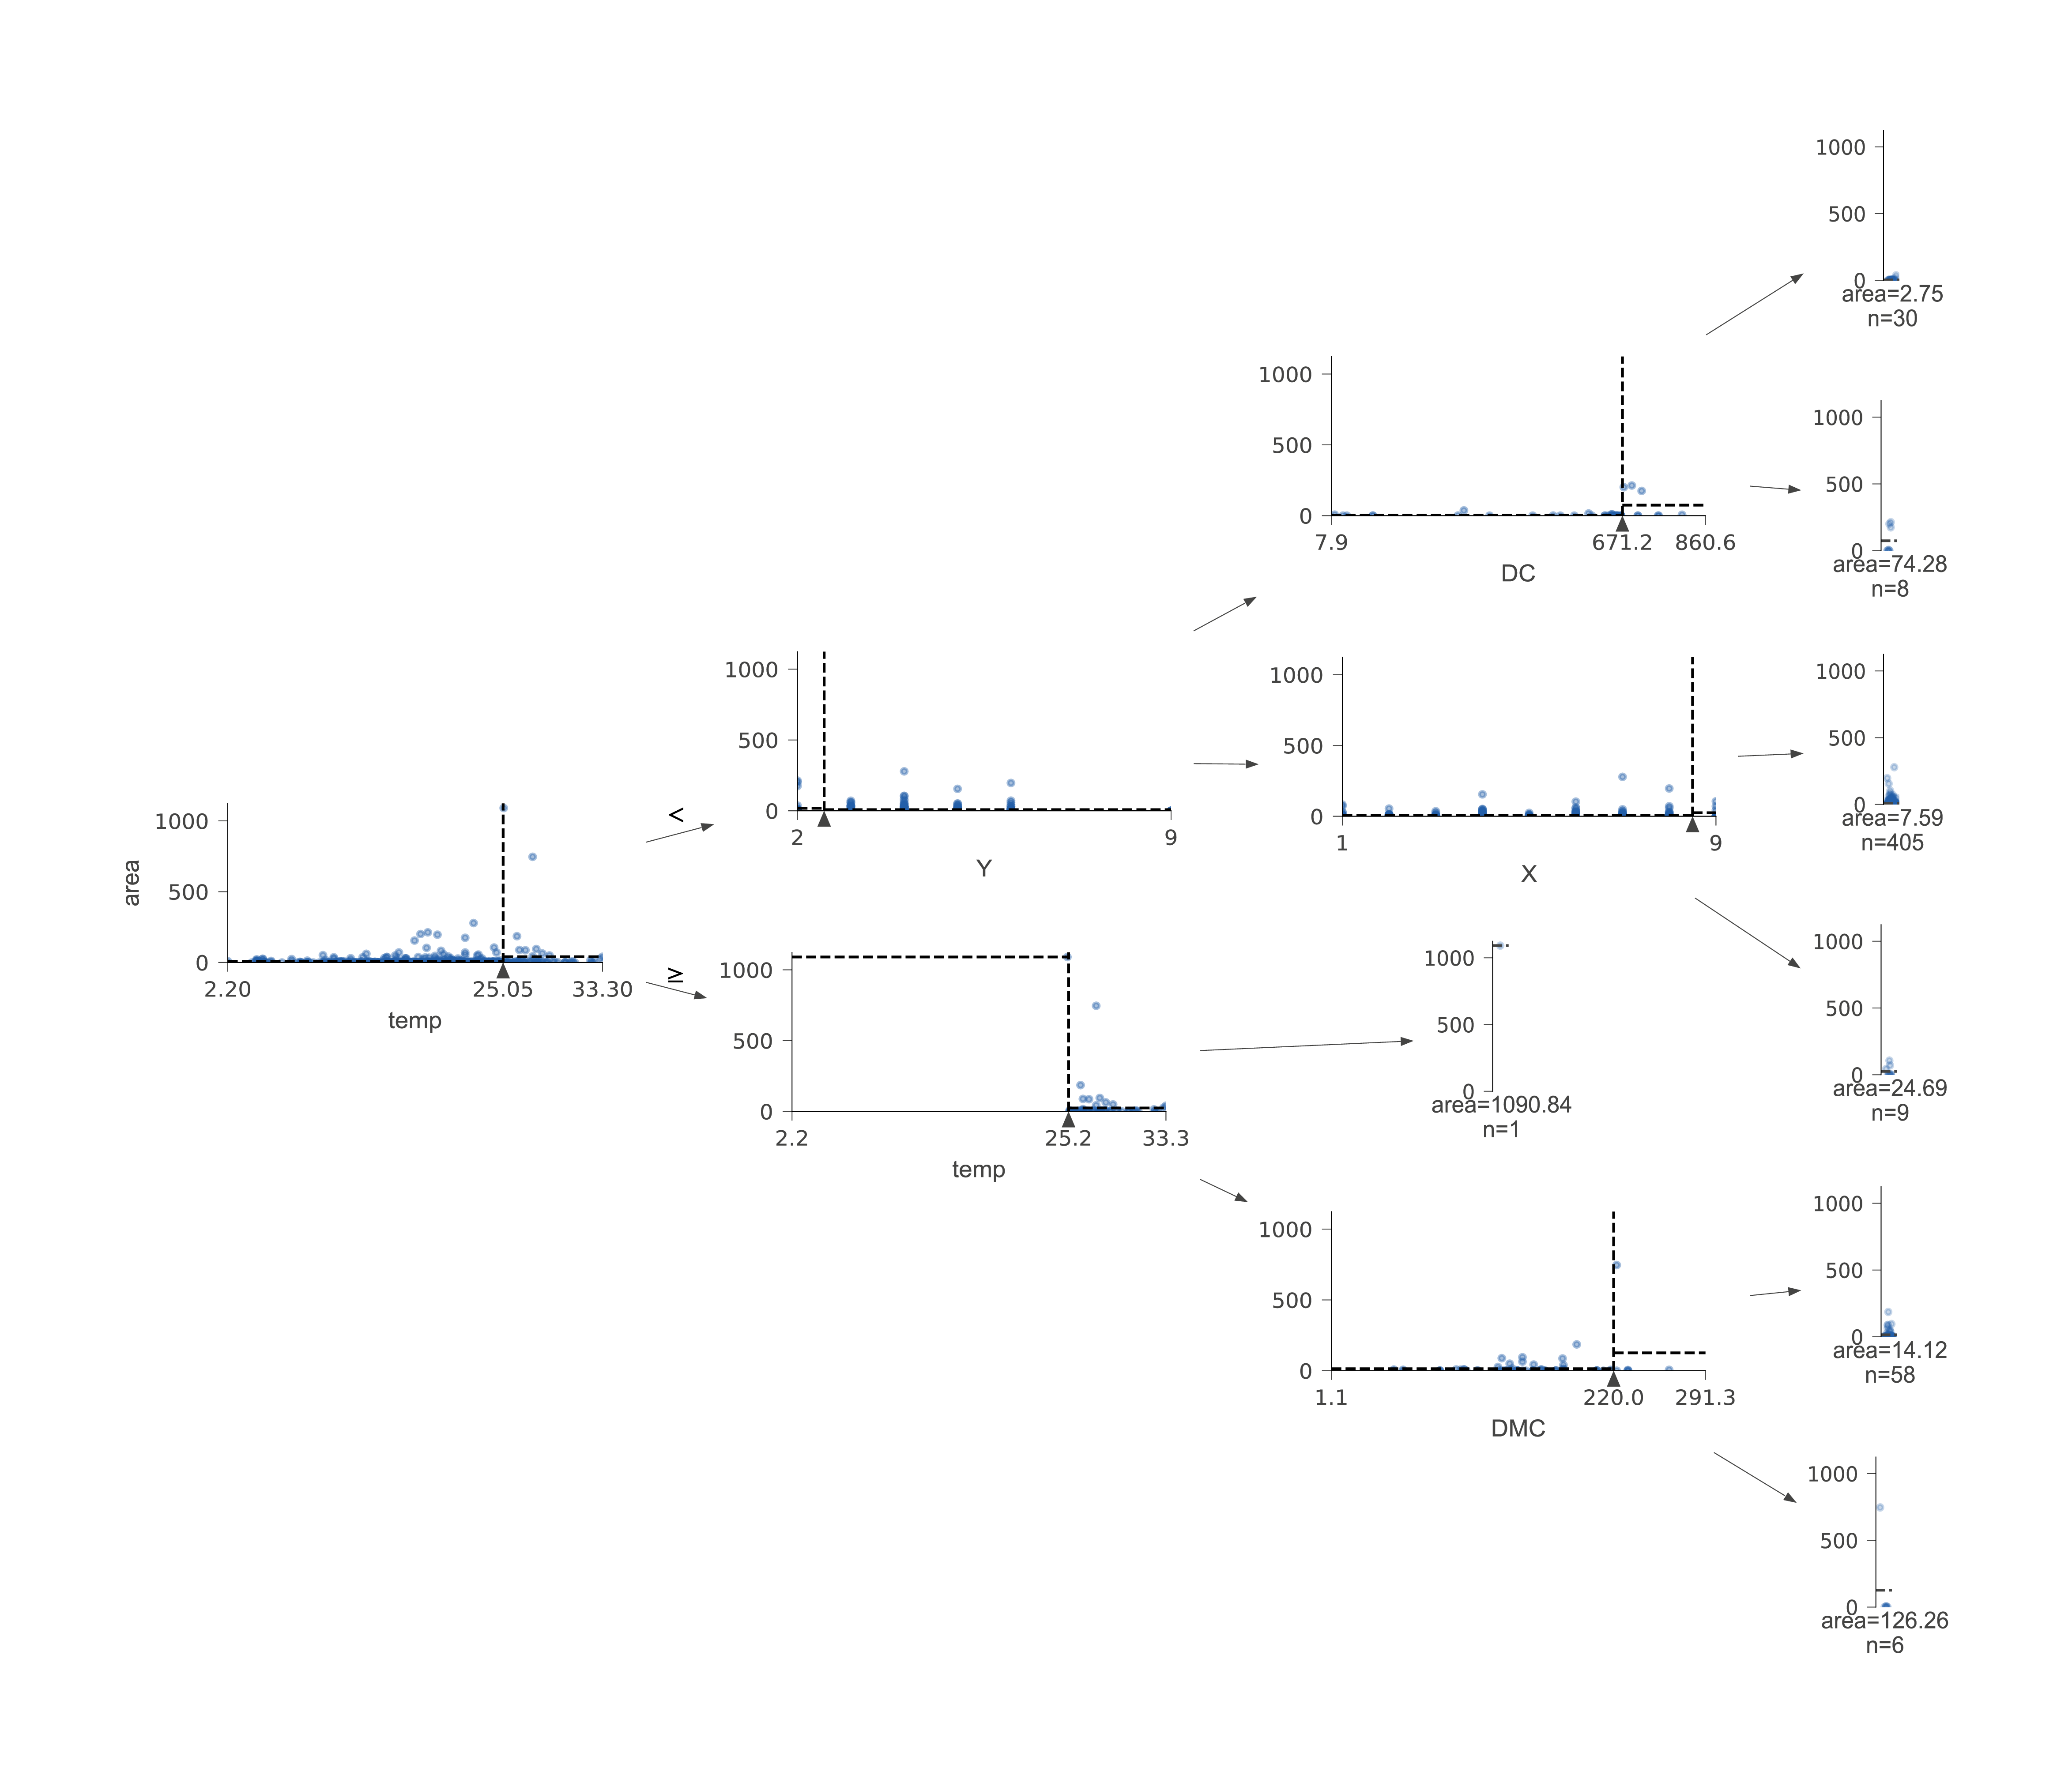 1000
500
0
area=2.75
n=30
1000
500
0
7.9
671.2
860.6
DC
1000
500
0
area=74.28
n=8
1000
500
0
2
9
Y
1000
500
0
1
9
X
1000
500
0
area=7.59
n=405
area
1000
500
0
2.20
25.05
33.30
temp
<
≥
1000
500
0
2.2
25.2
33.3
temp
1000
500
0
area=1090.84
n=1
1000
500
0
area=24.69
n=9
1000
500
0
1.1
220.0
291.3
DMC
1000
500
0
area=14.12
n=58
1000
500
0
area=126.26
n=6